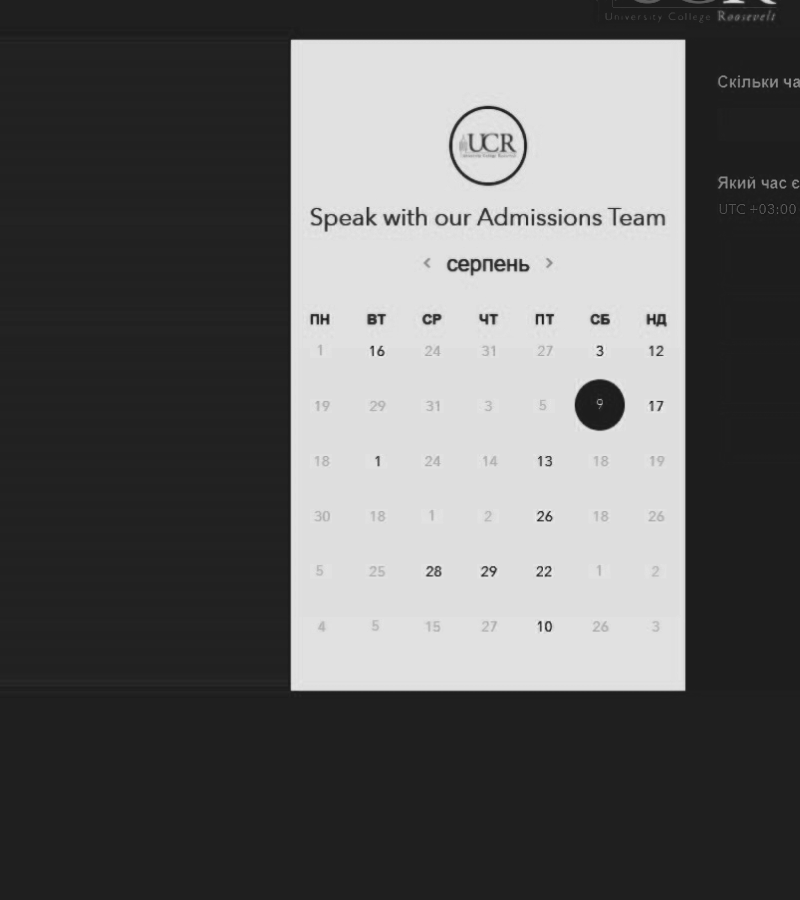 University College Roosevelt
Скільки ча
UCR
Speak with our Admissions Team
Який час є
UTC +03:00
серпень
ПН ВТ СР ЧТ ПТ СБ НД
1 16 24 31 27 3 12
19 29 31 3 5 9 17
18 1 24 14 13 18 19
30 18 1 2 26 18 26
5 25 28 29 22 1 2
4 5 15 27 10 26 3